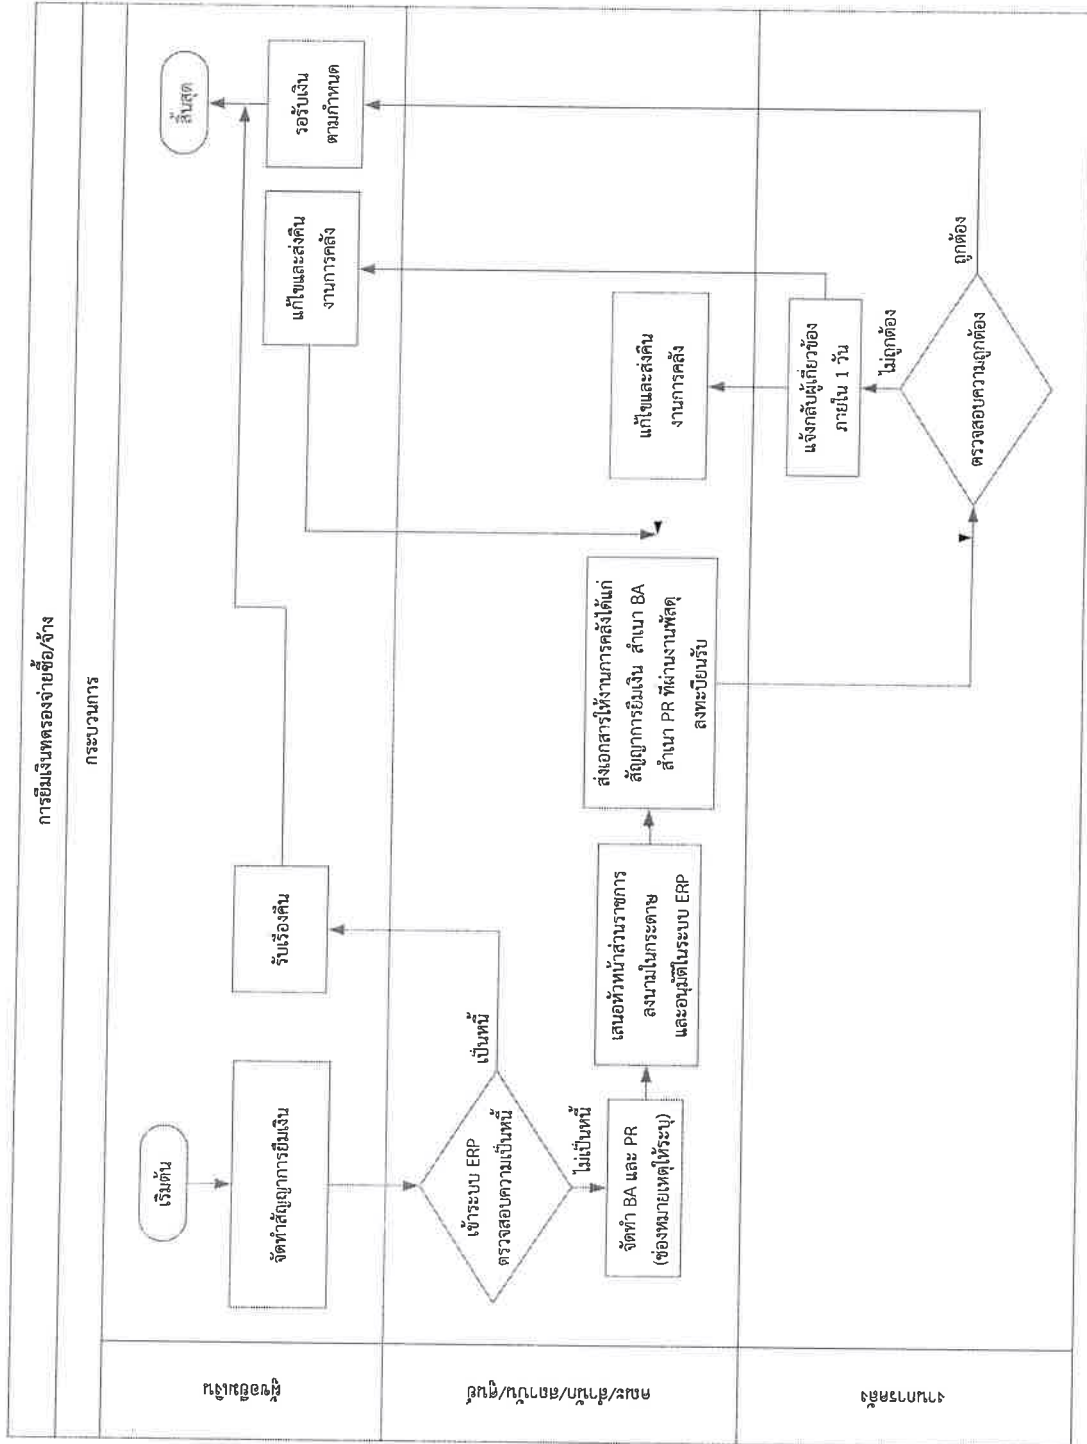 การยืมเงินทดรองจ่ายซื้อ/จ้าง
กระบวนการ
ผู้ขอยืมเงิน
เริ่มต้น
จัดทำสัญญาการยืมเงิน
รับเรื่องคืน
แก้ไขและส่งคืน
งานการคลัง
รอรับเงิน
ตามกำหนด
สิ้นสุด
คณะ/สำนัก/สถาบัน/ศูนย์
เข้าระบบ ERP
ตรวจสอบความเป็นหนี้
เป็นหนี้
ไม่เป็นหนี้
จัดทำ BA และ PR
(ช่องหมายเหตุให้ระบุ)
เสนอหัวหน้าส่วนราชการ
ลงนามในกระดาษ
และอนุมัติในระบบ ERP
ส่งเอกสารให้งานการคลังได้แก่
สัญญาการยืมเงิน สำเนา BA
สำเนา PR ที่ผ่านงานพัสดุ
ลงทะเบียนรับ
แก้ไขและส่งคืน
งานการคลัง
งานการคลัง
แจ้งกลับผู้เกี่ยวข้อง
ภายใน 1 วัน
ไม่ถูกต้อง
ถูกต้อง
ตรวจสอบความถูกต้อง